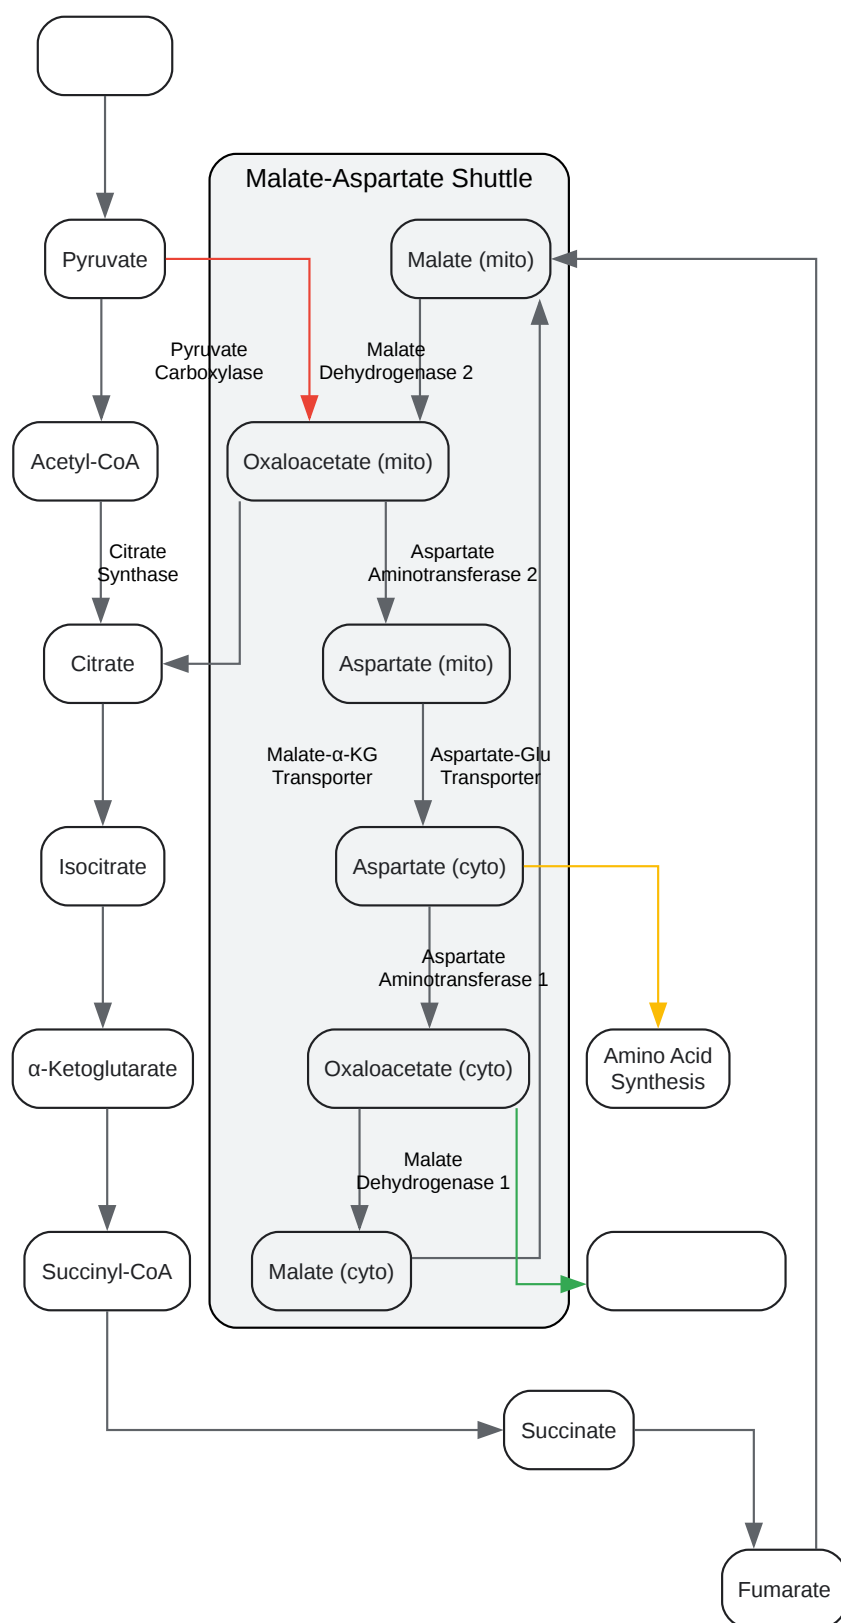 Malate-Aspartate Shuttle
Pyruvate
Malate (mito)
Pyruvate
Carboxylase
Malate
Dehydrogenase 2
Acetyl-CoA
Oxaloacetate (mito)
Citrate
Synthase
Aspartate
Aminotransferase 2
Citrate
Aspartate (mito)
Malate-α-KG
Transporter
Aspartate-Glu
Transporter
Isocitrate
Aspartate (cyto)
Aspartate
Aminotransferase 1
α-Ketoglutarate
Oxaloacetate (cyto)
Amino Acid
Synthesis
Malate
Dehydrogenase 1
Succinyl-CoA
Malate (cyto)
Succinate
Fumarate